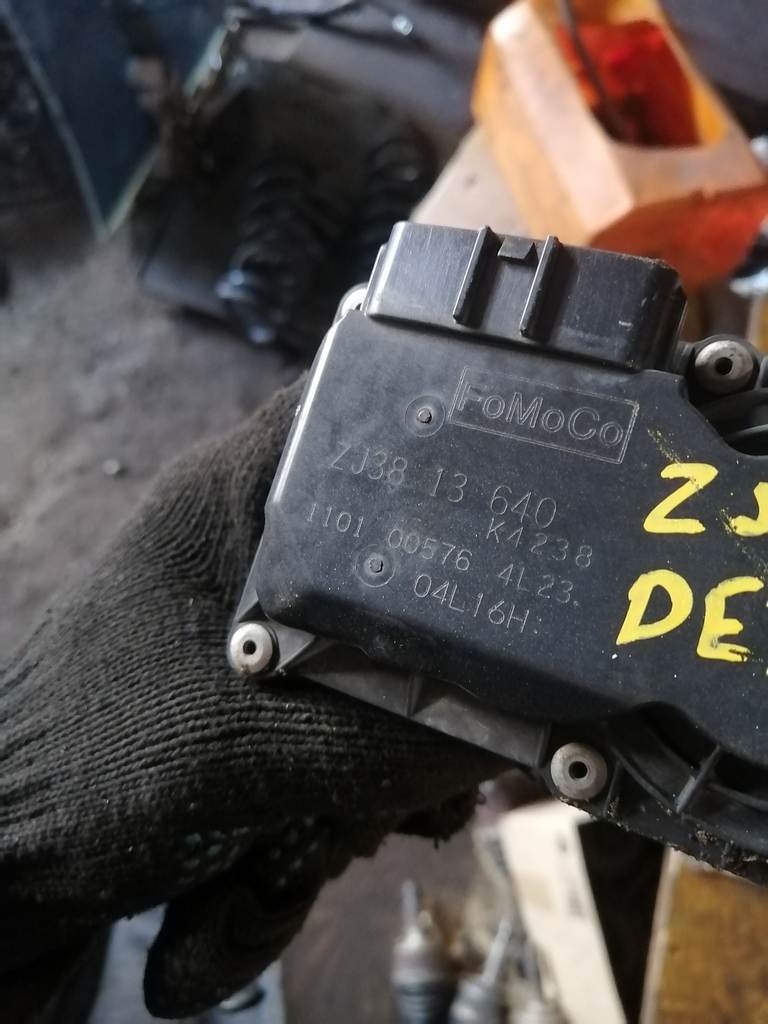 FoMoCo
ZJ38 13 640
K4238
1101 00576 4L23
04L16H
ZJ
DE